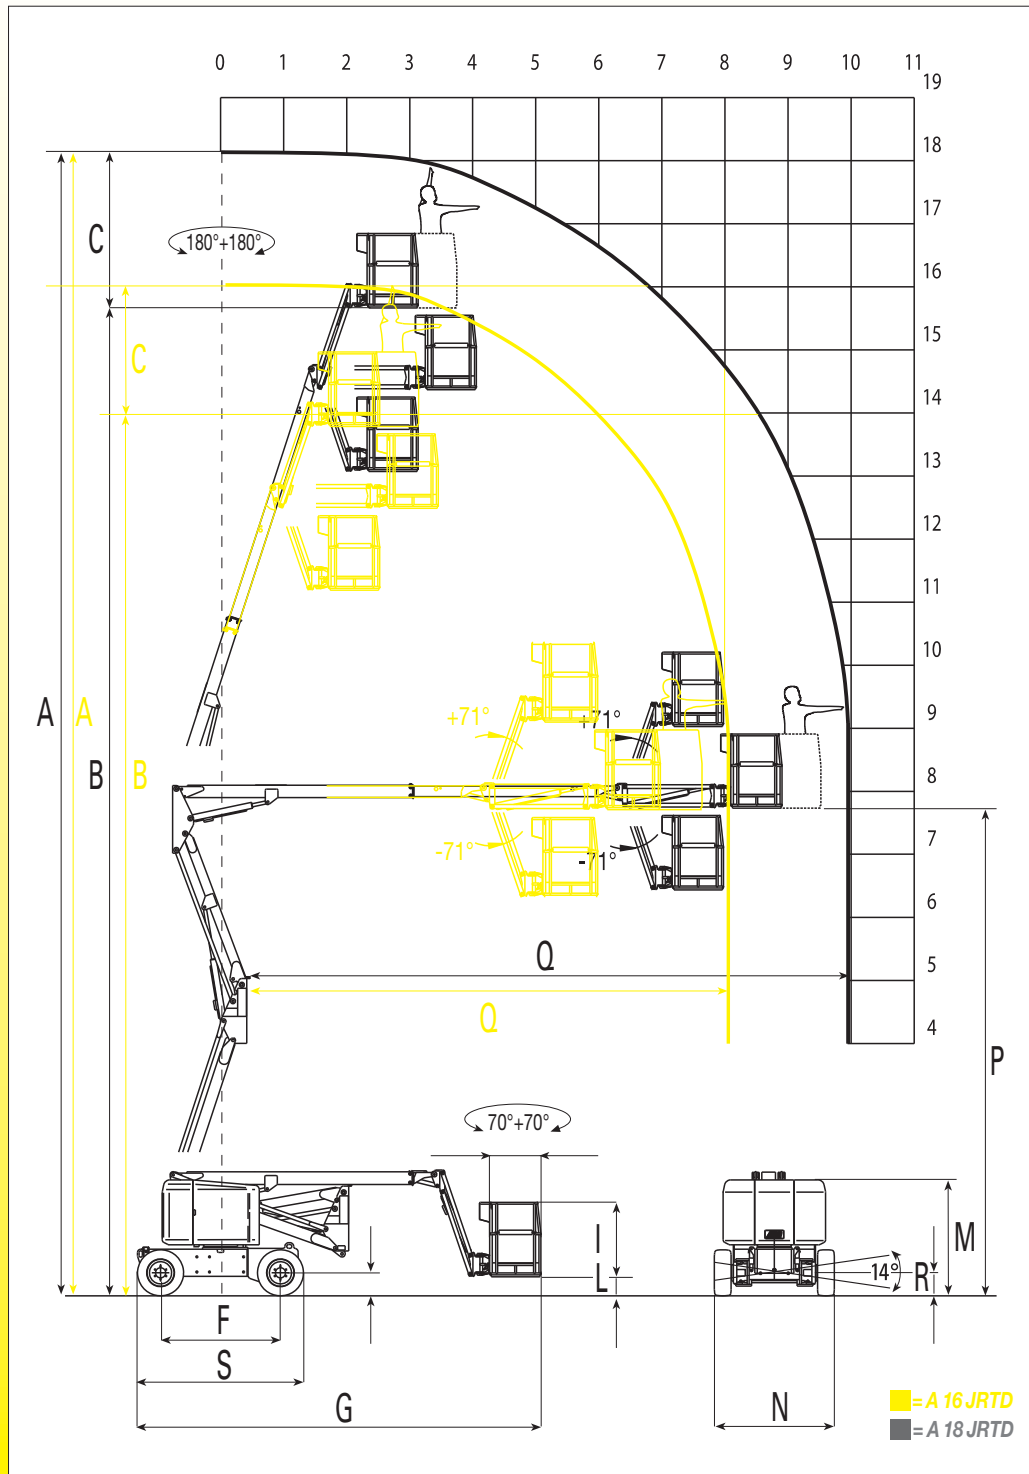 0 1 2 3 4 5 6 7 8 9 10 11
19
18
17
C
180°+180°
16
15
C
14
13
12
11
10
A A
+71° +71°
9
B B
8
7
-71° -71°
6
Q
5
Q
4
P
70°+70°
I
M
L
14° R
F
S
G
N
= A 16 JRTD
= A 18 JRTD